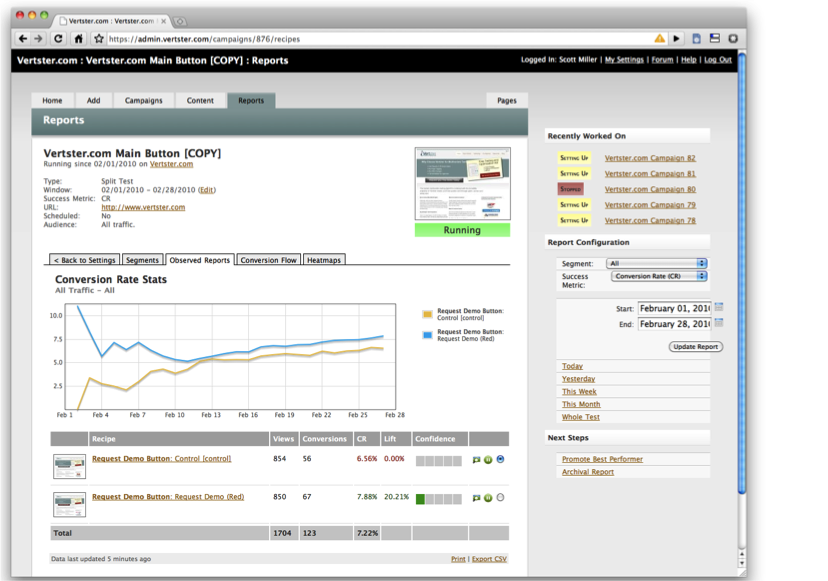 Vertster.com : Vertster.com
https://admin.vertster.com/campaigns/876/recipes
Vertster.com : Vertster.com Main Button [COPY] : Reports
Logged In: Scott Miller | My Settings | Forum | Help | Log Out
Home Add Campaigns Content Reports Pages
Reports
Vertster.com Main Button [COPY]
Running since 02/01/2010 on Vertster.com
Type: Split Test
Window: 02/01/2010 - 02/28/2010 (Edit)
Success Metric: CR
URL: http://www.vertster.com
Scheduled: No
Audience: All traffic.
Running
< Back to Settings Segments Observed Reports Conversion Flow Heatmaps
Conversion Rate Stats
All Traffic - All
10.0
7.5
5.0
2.5
Feb 1 Feb 4 Feb 7 Feb 10 Feb 13 Feb 16 Feb 19 Feb 22 Feb 25 Feb 28
Request Demo Button:
Control [control]
Request Demo Button:
Request Demo (Red)
Recipe Views Conversions CR Lift Confidence
Request Demo Button: Control [control] 854 56 6.56% 0.00%
Request Demo Button: Request Demo (Red) 850 67 7.88% 20.21%
Total 1704 123 7.22%
Data last updated 5 minutes ago
Print | Export CSV
Recently Worked On
Setting Up Vertster.com Campaign 82
Setting Up Vertster.com Campaign 81
Stopped Vertster.com Campaign 80
Setting Up Vertster.com Campaign 79
Setting Up Vertster.com Campaign 78
Report Configuration
Segment: All
Success Metric: Conversion Rate (CR)
Start: February 01, 201
End: February 28, 201
Update Report
Today
Yesterday
This Week
This Month
Whole Test
Next Steps
Promote Best Performer
Archival Report